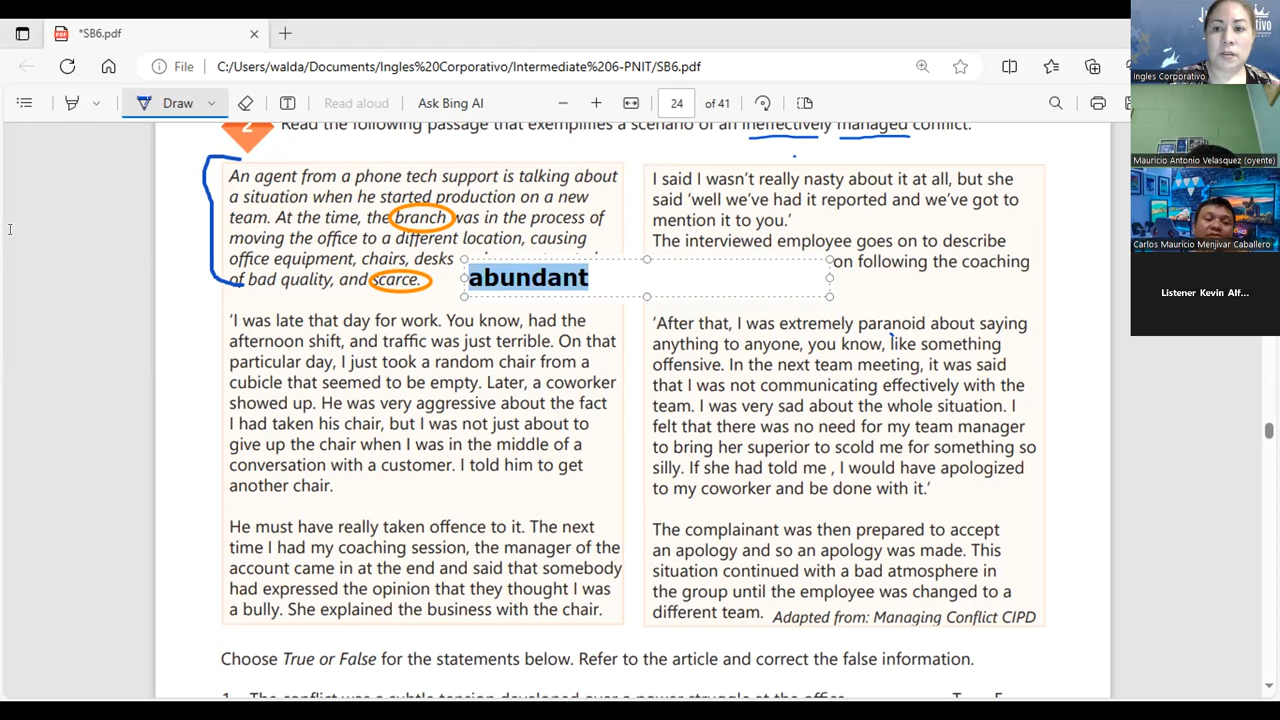 *SB6.pdf
File
C:/Users/walda/Documents/Ingles%20Corporativo/Intermediate%206-PNIT/SB6.pdf
Draw
Read aloud
Ask Bing AI
24
of 41
2
Read the following passage that exemplifies a scenario of an ineffectively managed conflict.
An agent from a phone tech support is talking about
a situation when he started production on a new
team. At the time, the branch was in the process of
moving the office to a different location, causing
office equipment, chairs, desks
of bad quality, and scarce.
abundant
'I was late that day for work. You know, had the
afternoon shift, and traffic was just terrible. On that
particular day, I just took a random chair from a
cubicle that seemed to be empty. Later, a coworker
showed up. He was very aggressive about the fact
I had taken his chair, but I was not just about to
give up the chair when I was in the middle of a
conversation with a customer. I told him to get
another chair.
He must have really taken offence to it. The next
time I had my coaching session, the manager of the
account came in at the end and said that somebody
had expressed the opinion that they thought I was
a bully. She explained the business with the chair.
I said I wasn't really nasty about it at all, but she
said 'well we've had it reported and we've got to
mention it to you.'
The interviewed employee goes on to describe
on following the coaching
'After that, I was extremely paranoid about saying
anything to anyone, you know, like something
offensive. In the next team meeting, it was said
that I was not communicating effectively with the
team. I was very sad about the whole situation. I
felt that there was no need for my team manager
to bring her superior to scold me for something so
silly. If she had told me , I would have apologized
to my coworker and be done with it.'
The complainant was then prepared to accept
an apology and so an apology was made. This
situation continued with a bad atmosphere in
the group until the employee was changed to a
different team.
Adapted from: Managing Conflict CIPD
Choose True or False for the statements below. Refer to the article and correct the false information.
1. The conflict was a subtle tension developed over a power struggle at the office. T F
Ingles Corporativo
Mauricio Antonio Velasquez (oyente)
Carlos Mauricio Menjivar Caballero
Listener Kevin Alf...